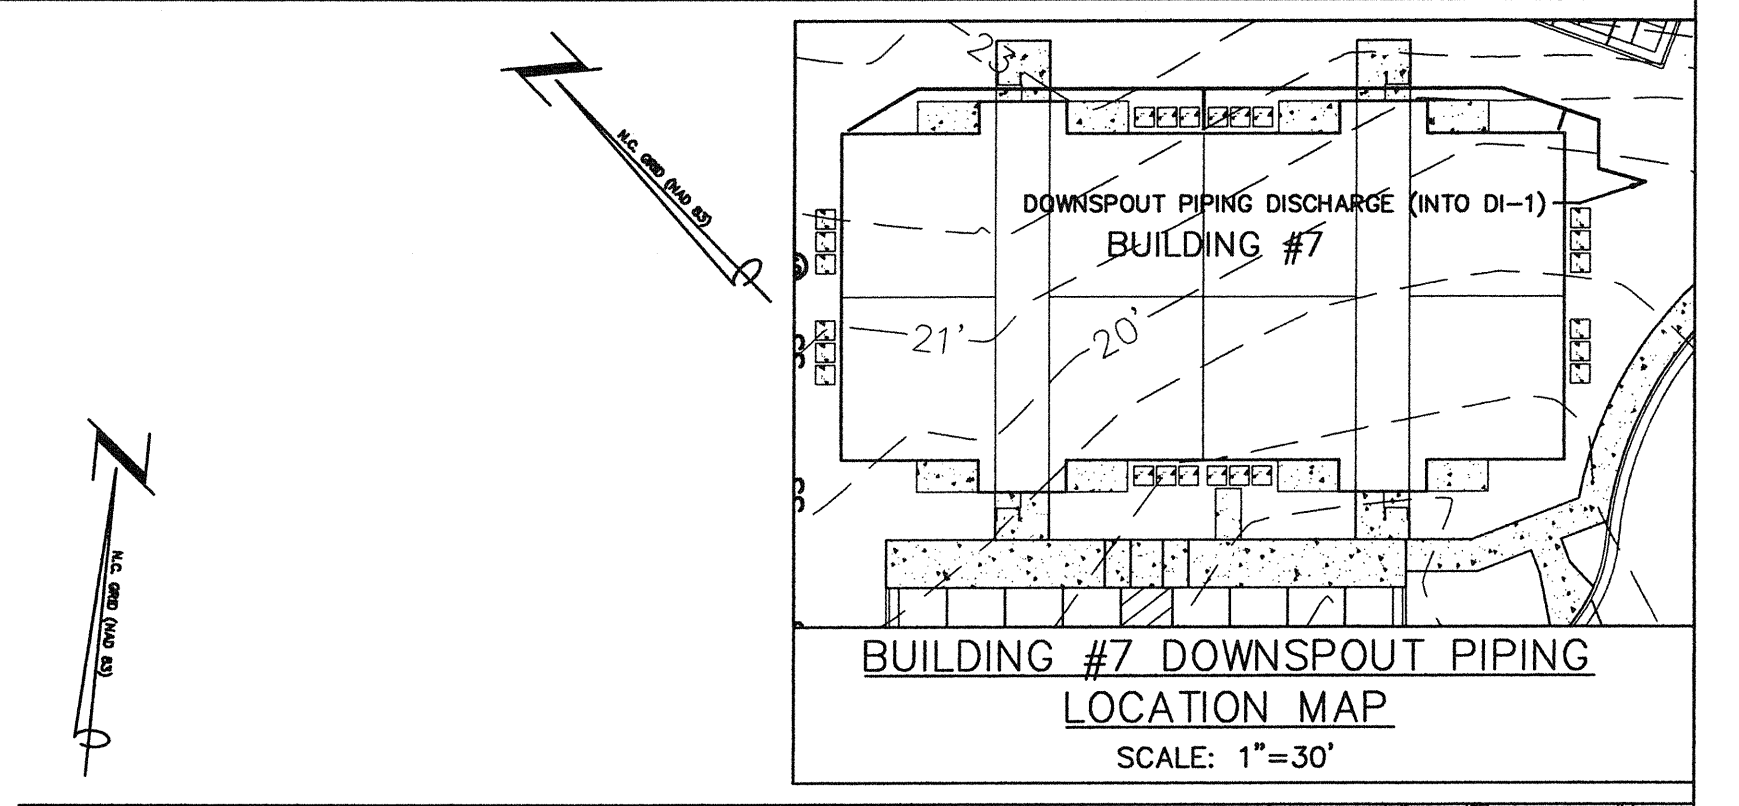 N
N.C. GRID (NAD 83)
N
N.C. GRID (NAD 83)
23
DOWNSPOUT PIPING DISCHARGE (INTO DI-1)
BUILDING #7
21'
20'
BUILDING #7 DOWNSPOUT PIPING
LOCATION MAP
SCALE: 1"=30'